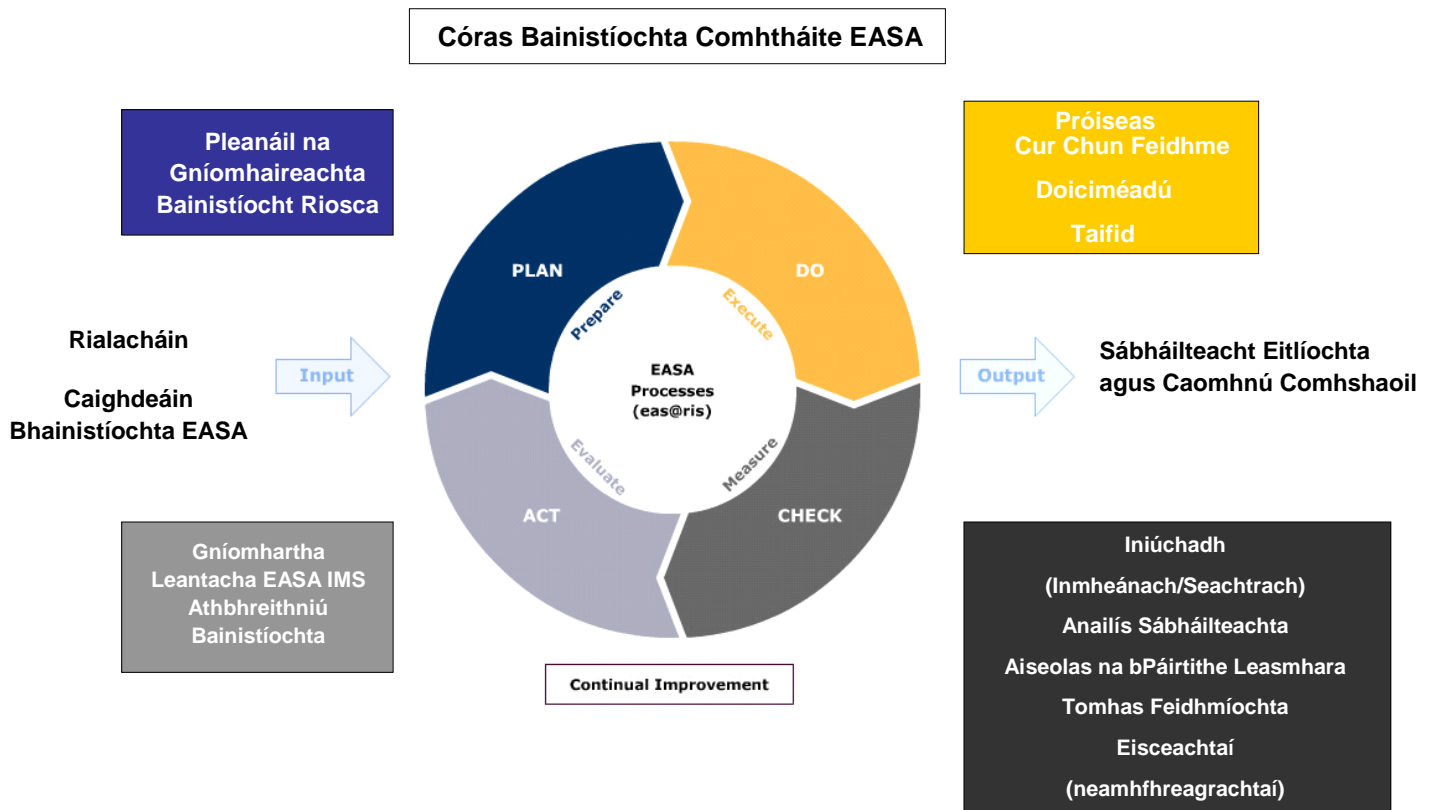 Córas Bainistíochta Comhtháite EASA
Pleanáil na
Gníomhaireachta
Bainistíocht Riosca
Próiseas
Cur Chun Feidhme
Doiciméadú
Taifid
PLAN
DO
Prepare
Execute
Rialacháin
Caighdeáin
Bhainistíochta EASA
Input
EASA
Processes
(eas@ris)
Output
Sábháilteacht Eitlíochta
agus Caomhnú Comhshaoil
Evaluate
Measure
ACT
CHECK
Gníomhartha
Leantacha EASA IMS
Athbhreithniú
Bainistíochta
Continual Improvement
Iniúchadh
(Inmheánach/Seachtrach)
Anailís Sábháilteachta
Aiseolas na bPáirtithe Leasmhara
Tomhas Feidhmíochta
Eisceachtaí
(neamhfhreagrachtaí)